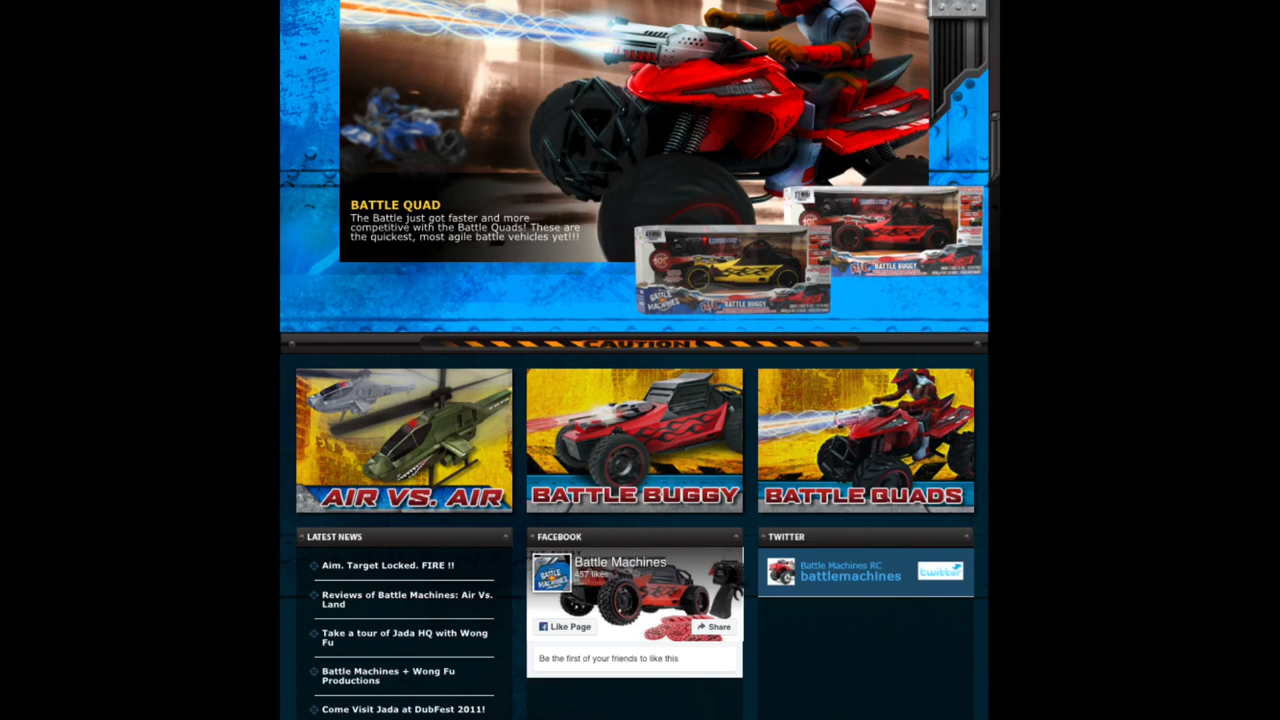 BATTLE QUAD
The Battle just got faster and more
competitive with the Battle Quads! These are
the quickest, most agile battle vehicles yet!!!
BATTLE BUGGY
BATTLE MACHINES
R/C BATTLE BUGGY
CAUTION
AIR VS. AIR
BATTLE BUGGY
BATTLE QUADS
LATEST NEWS
Aim. Target Locked. FIRE !!
Reviews of Battle Machines: Air Vs.
Land
Take a tour of Jada HQ with Wong
Fu
Battle Machines + Wong Fu
Productions
Come Visit Jada at DubFest 2011!
FACEBOOK
BATTLE MACHINES
Battle Machines
457 likes
Like Page
Share
Be the first of your friends to like this
TWITTER
Battle Machines RC
battlemachines
twitter